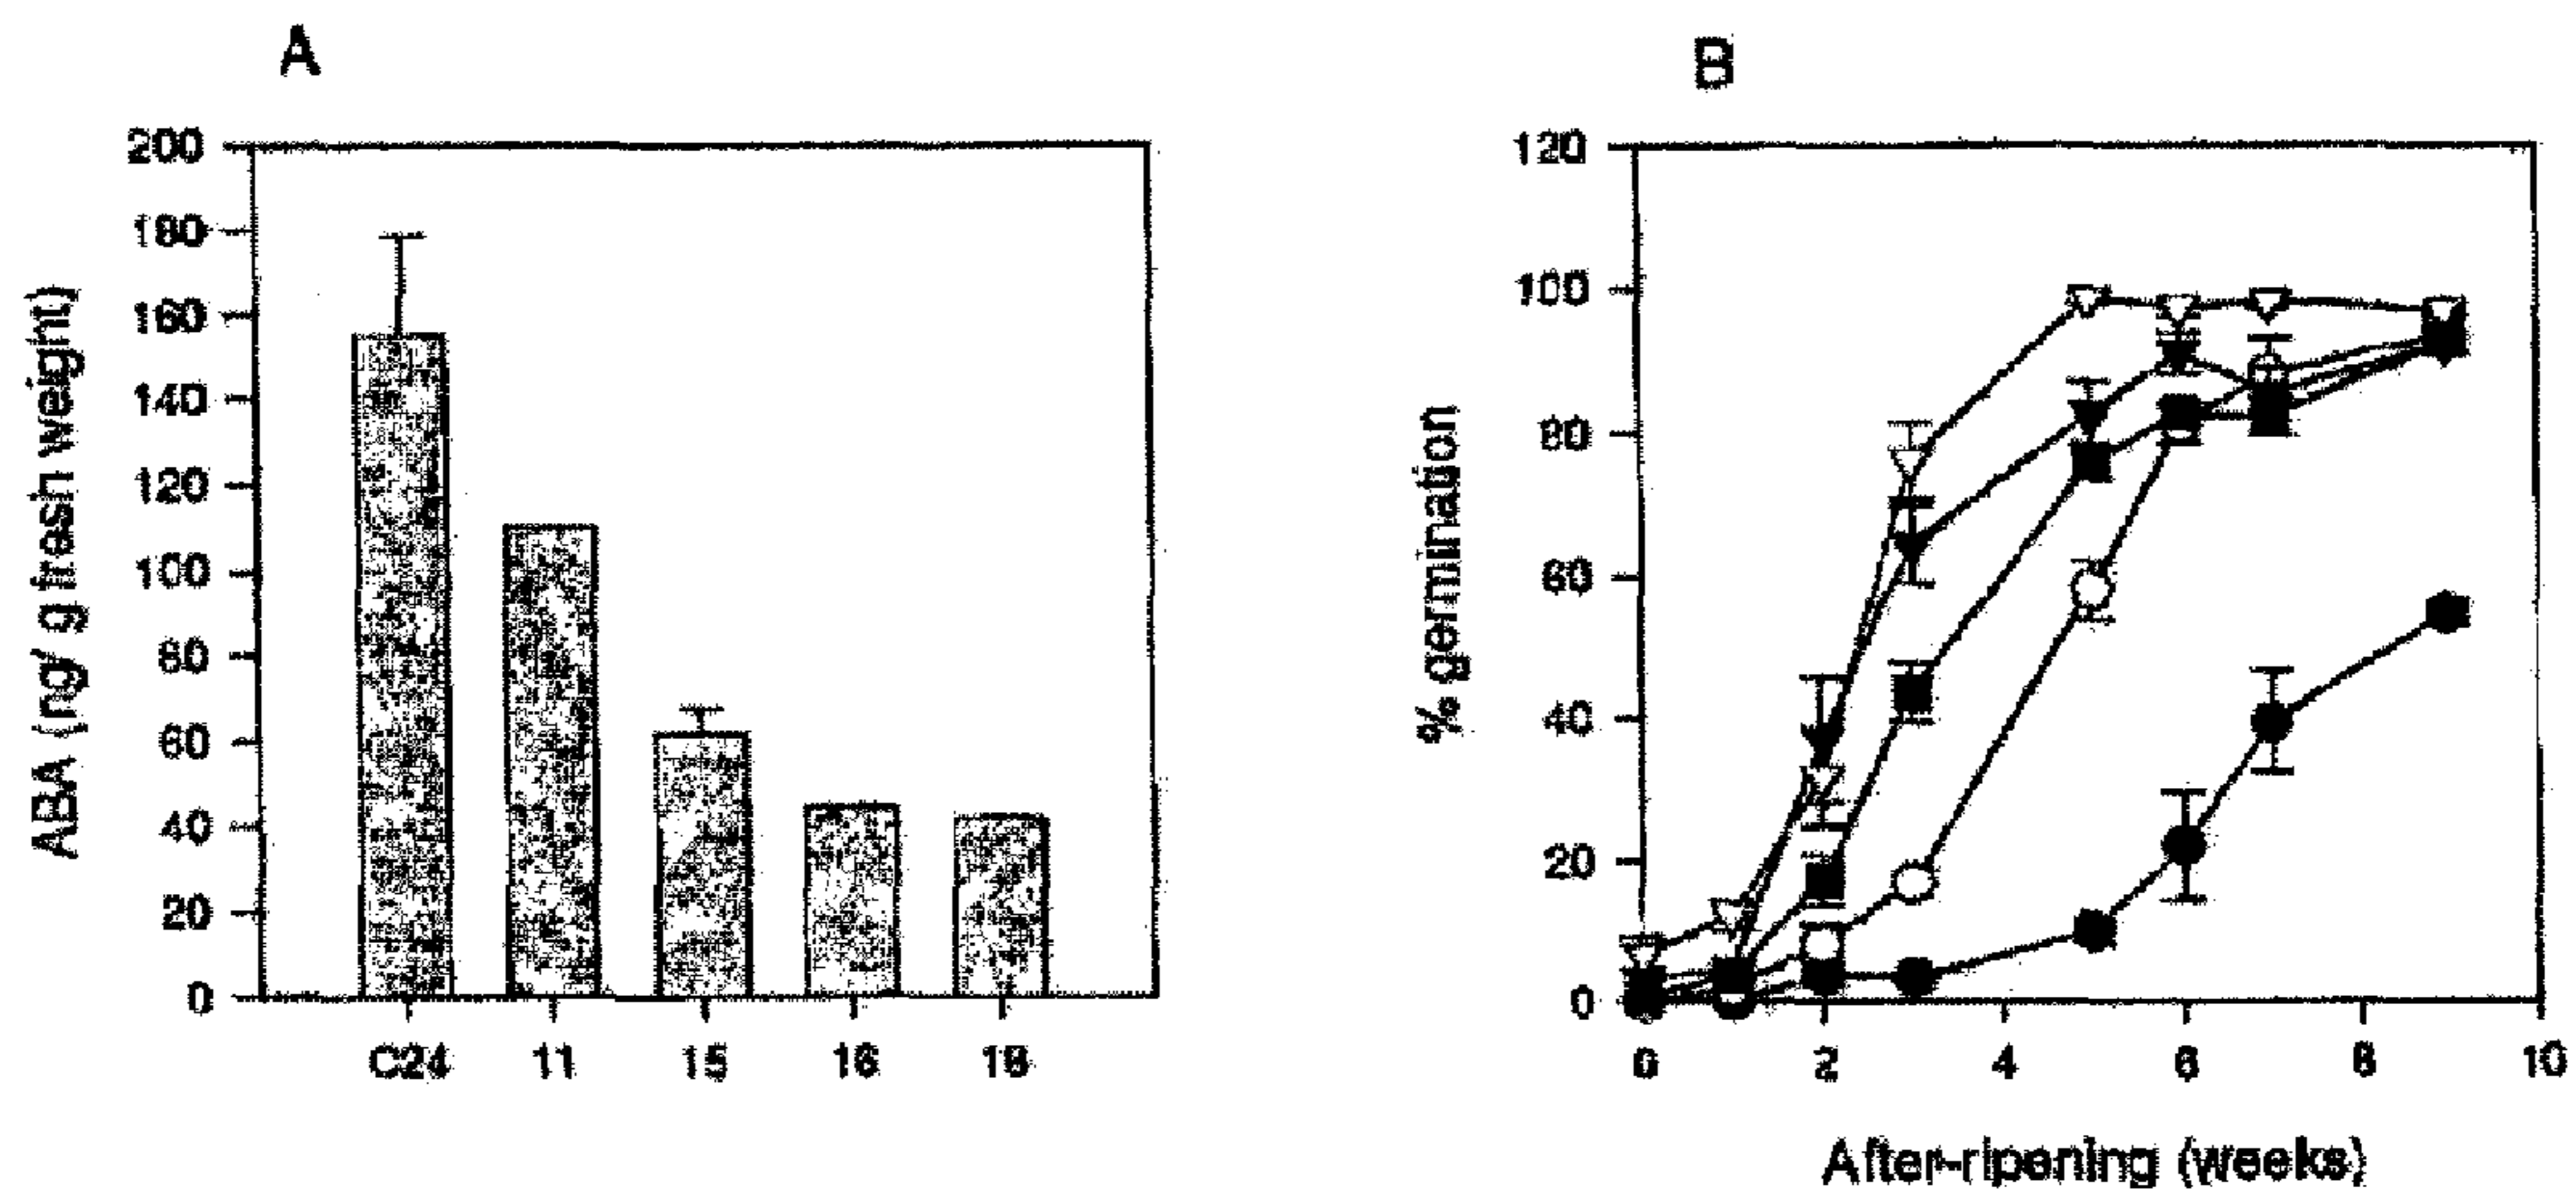 A
B
200
180
160
140
120
100
80
60
40
20
0
ABA (ng/ g fresh weight)
C24 11 15 16 18
120
100
80
60
40
20
0
% germination
0 2 4 6 8 10
After-ripening (weeks)